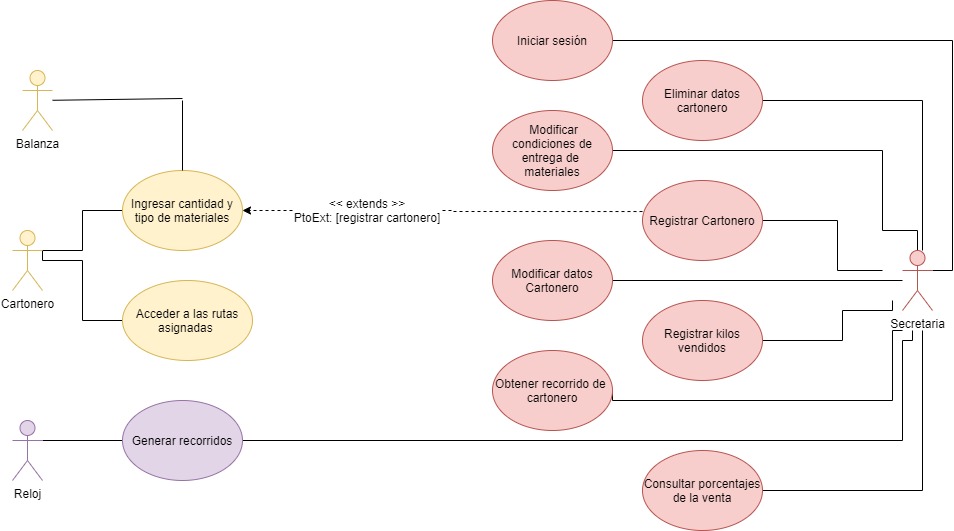 Iniciar sesión
Eliminar datos
cartonero
Balanza
Modificar
condiciones de
entrega de
materiales
Ingresar cantidad y
tipo de materiales
<< extends >>
PtoExt: [registrar cartonero]
Registrar Cartonero
Cartonero
Modificar datos
Cartonero
Acceder a las rutas
asignadas
Secretaria
Registrar kilos
vendidos
Obtener recorrido de
cartonero
Generar recorridos
Reloj
Consultar porcentajes
de la venta